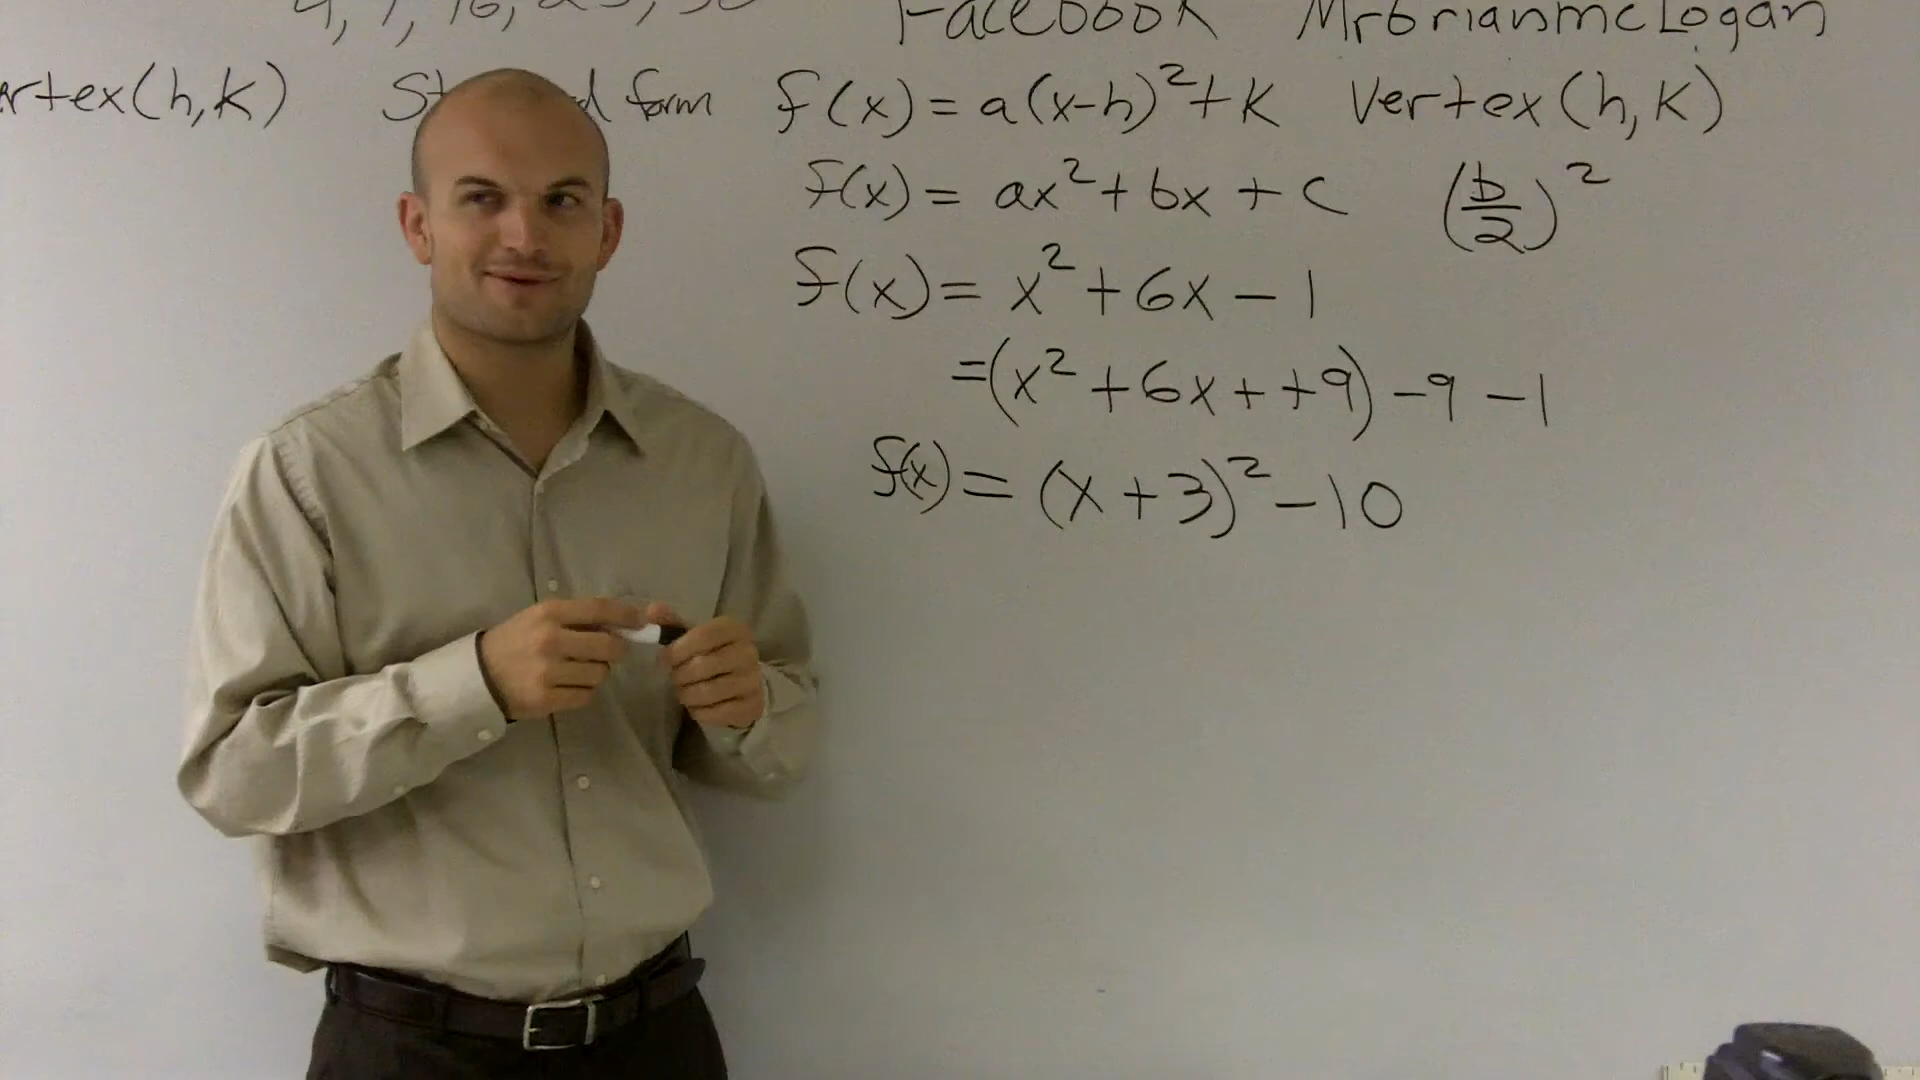 Facebook MrbrianmcLogan
Vertex(h,k) form f(x) = a(x-h)²+k Vertex(h,k)
f(x) = ax²+bx+c (b/2)²
f(x) = x²+6x-1
=(x²+6x++9)-9-1
f(x) = (x+3)²-10